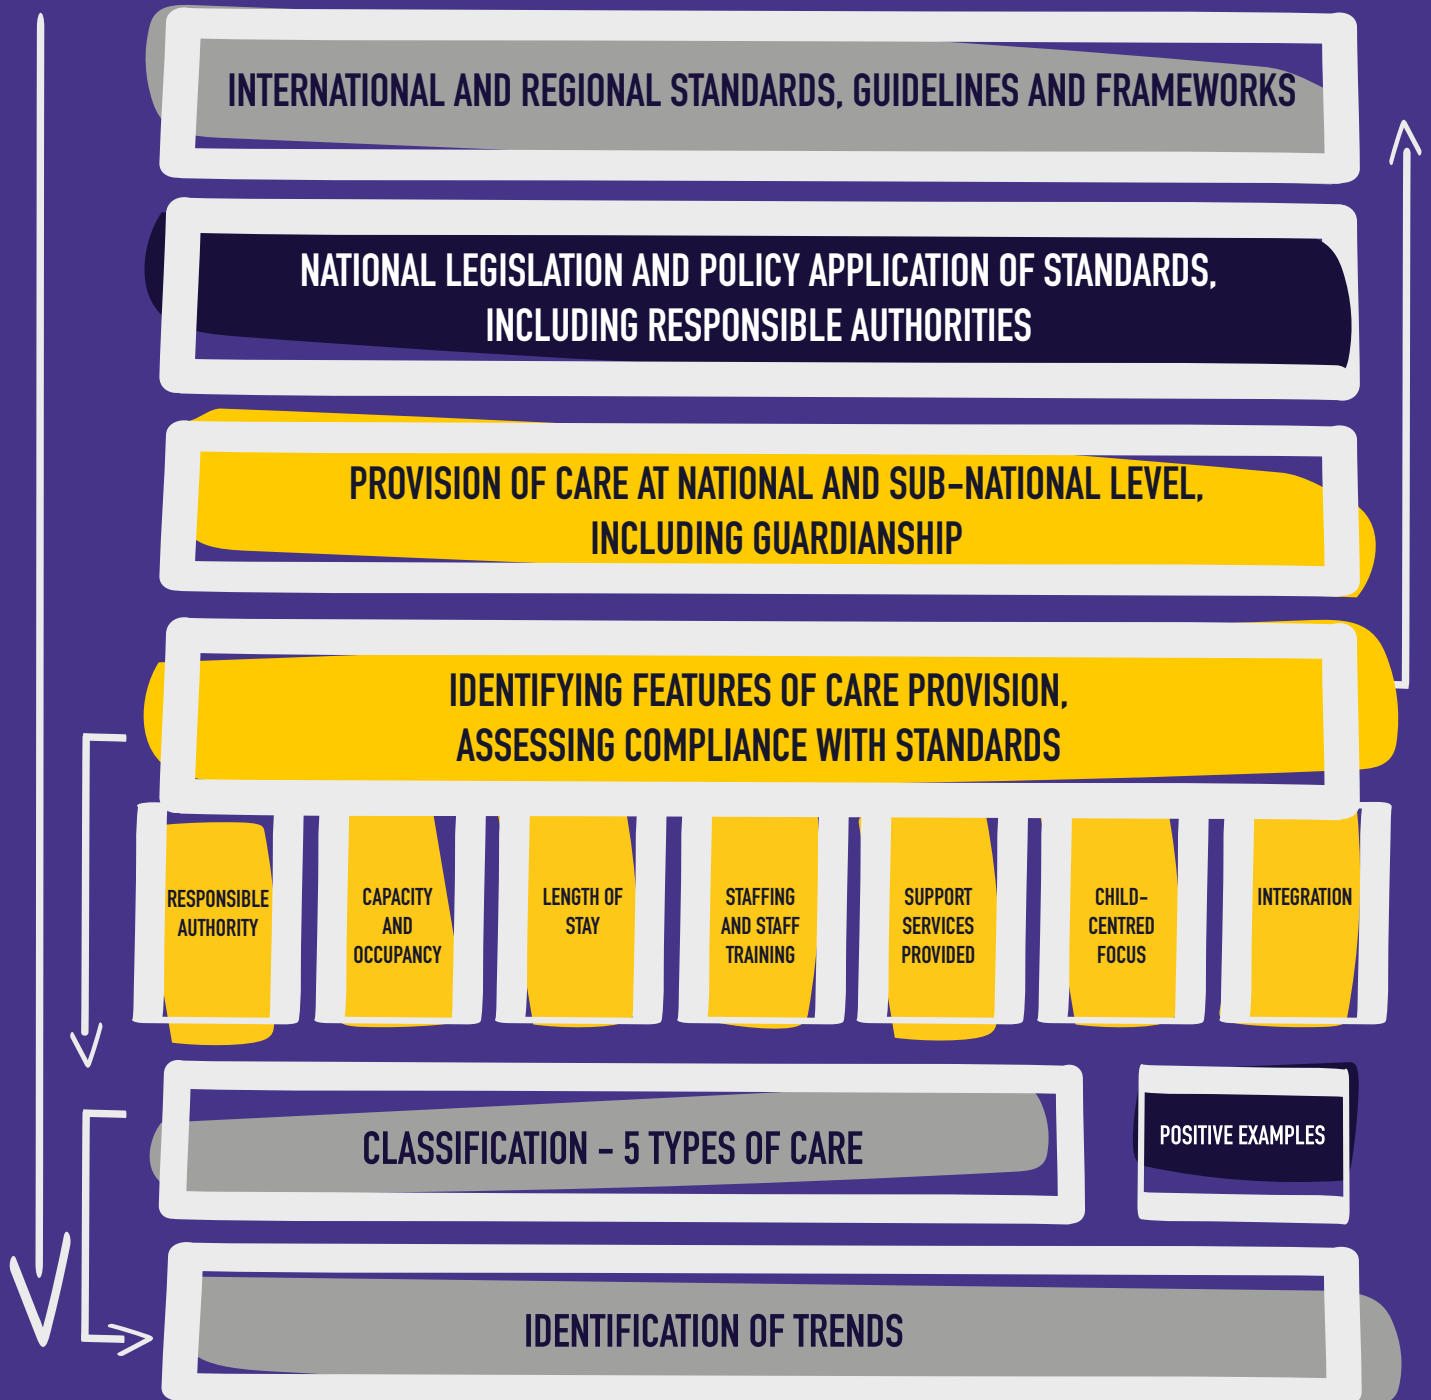 INTERNATIONAL AND REGIONAL STANDARDS, GUIDELINES AND FRAMEWORKS
NATIONAL LEGISLATION AND POLICY APPLICATION OF STANDARDS,
INCLUDING RESPONSIBLE AUTHORITIES
PROVISION OF CARE AT NATIONAL AND SUB-NATIONAL LEVEL,
INCLUDING GUARDIANSHIP
IDENTIFYING FEATURES OF CARE PROVISION,
ASSESSING COMPLIANCE WITH STANDARDS
RESPONSIBLE
AUTHORITY
CAPACITY
AND
OCCUPANCY
LENGTH OF
STAY
STAFFING
AND STAFF
TRAINING
SUPPORT
SERVICES
PROVIDED
CHILD-
CENTRED
FOCUS
INTEGRATION
CLASSIFICATION - 5 TYPES OF CARE
POSITIVE EXAMPLES
IDENTIFICATION OF TRENDS